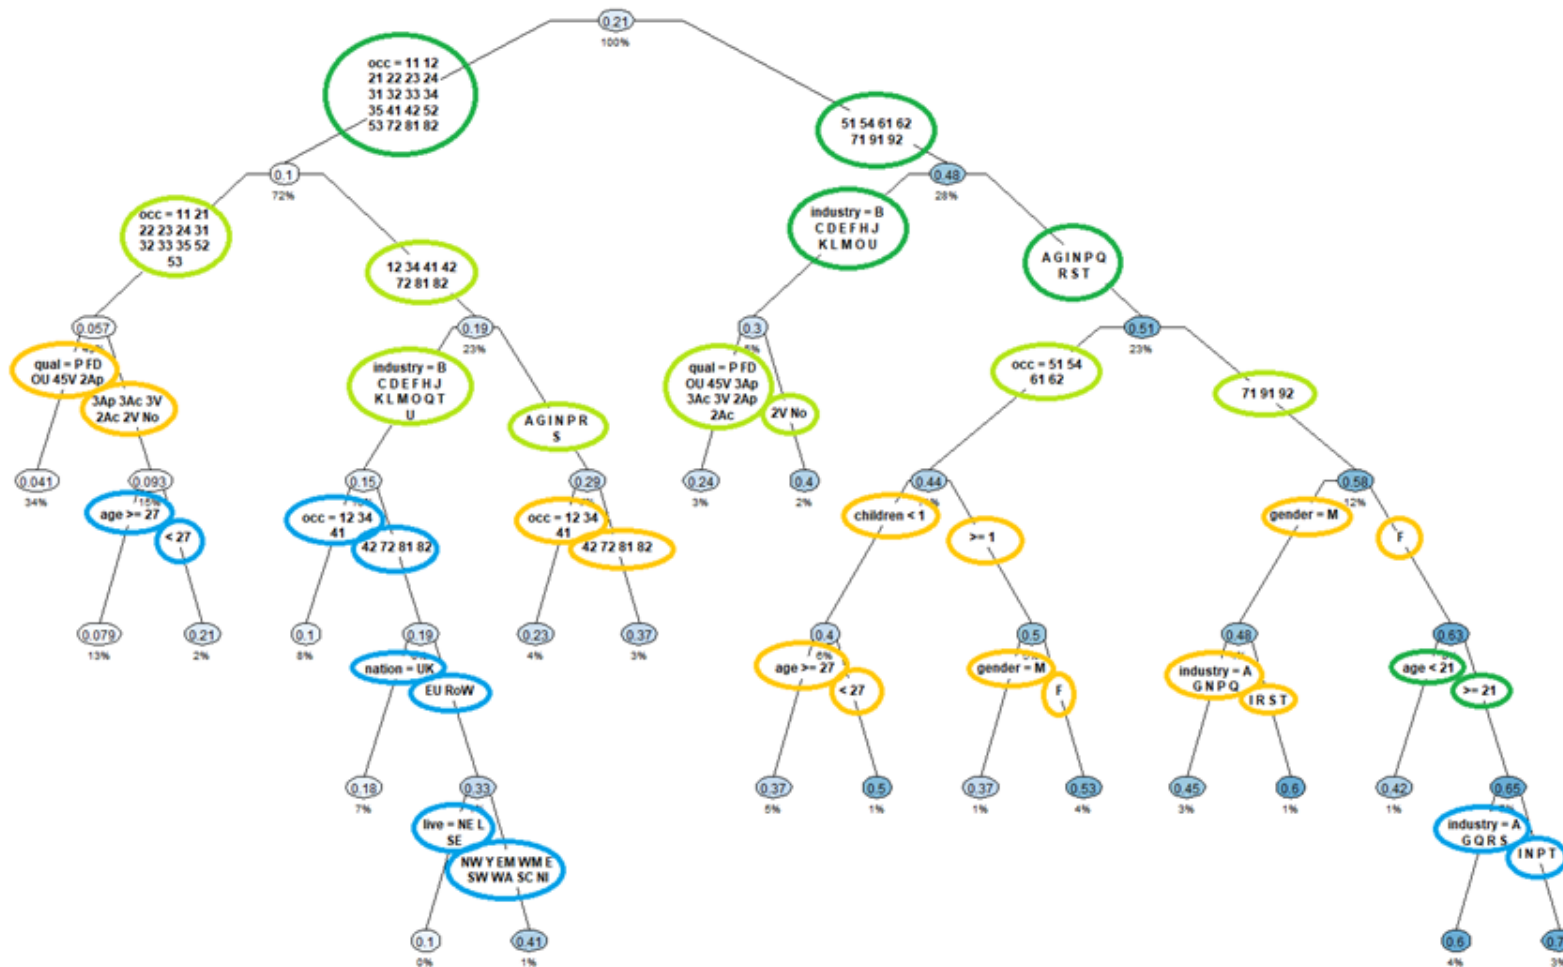 0.21
100%
occ = 11 12
21 22 23 24
31 32 33 34
35 41 42 52
53 72 81 82
51 54 61 62
71 91 92
0.1
72%
0.48
28%
occ = 11 21
22 23 24 31
32 33 35 52
53
12 34 41 42
72 81 82
industry = B
C D E F H J
K L M O U
A G I N P Q
R S T
0.057
0.19
23%
0.3
0.51
23%
qual = P FD
OU 45V 2Ap
3Ap 3Ac 3V
2Ac 2V No
industry = B
C D E F H J
K L M O Q T
U
A G I N P R
S
qual = P FD
OU 45V 3Ap
3Ac 3V 2Ap
2Ac
2V No
occ = 51 54
61 62
71 91 92
0.041
34%
0.093
15%
0.15
0.29
0.24
3%
0.4
2%
0.44
0.58
12%
age >= 27
< 27
occ = 12 34
41
42 72 81 82
occ = 12 34
41
42 72 81 82
children < 1
>= 1
gender = M
F
0.079
13%
0.21
2%
0.1
8%
0.19
0.23
4%
0.37
3%
0.4
6%
0.5
0.48
0.63
nation = UK
EU RoW
age >= 27
< 27
gender = M
F
industry = A
G N P Q
I R S T
age < 21
>= 21
0.18
7%
0.33
0.37
5%
0.5
1%
0.37
1%
0.53
4%
0.45
3%
0.6
1%
0.42
1%
0.65
live = NE L
SE
NW Y EM WM E
SW WA SC NI
industry = A
G Q R S
I N P T
0.1
0%
0.41
1%
0.6
4%
0.7
3%